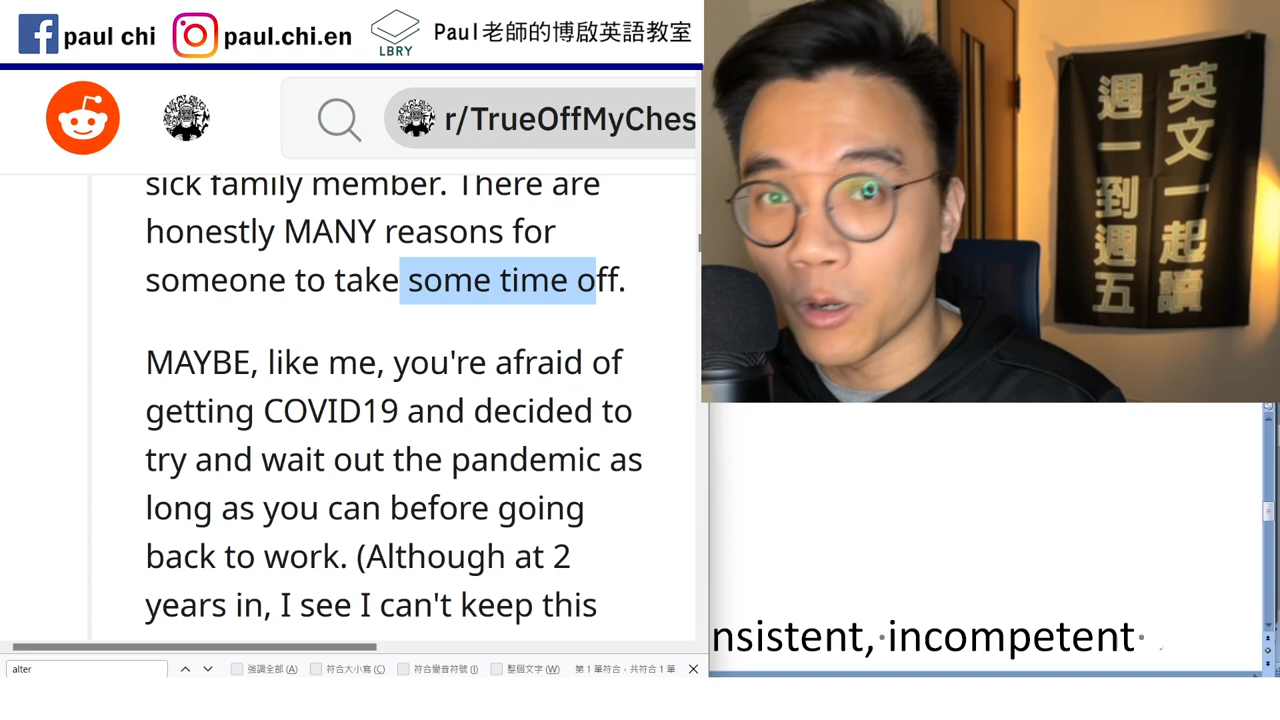 paul chi paul.chi.en LBRY Paul老師的博啟英語教室
r/TrueOffMyChes
sick family member. There are
honestly MANY reasons for
someone to take some time off.
MAYBE, like me, you're afraid of
getting COVID19 and decided to
try and wait out the pandemic as
long as you can before going
back to work. (Although at 2
years in, I see I can't keep this
alter 強調全部(A) 符合大小寫(C) 符合變音符號(I) 整個文字(W) 第 1 筆符合，共符合 1 筆
英文一起讀
週一到週五
nsistent, incompetent